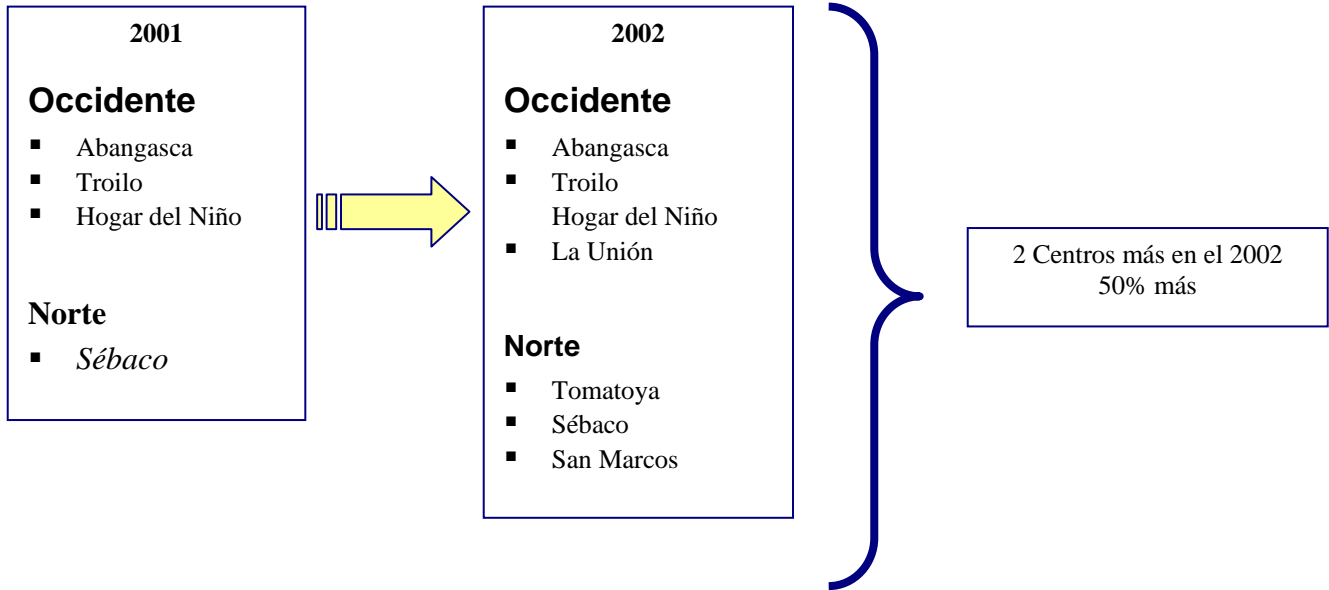 2001
Occidente
▪ Abangasca
▪ Troilo
▪ Hogar del Niño
Norte
▪ Sébaco
2002
Occidente
▪ Abangasca
▪ Troilo
Hogar del Niño
▪ La Unión
Norte
▪ Tomatoya
▪ Sébaco
▪ San Marcos
2 Centros más en el 2002
50% más